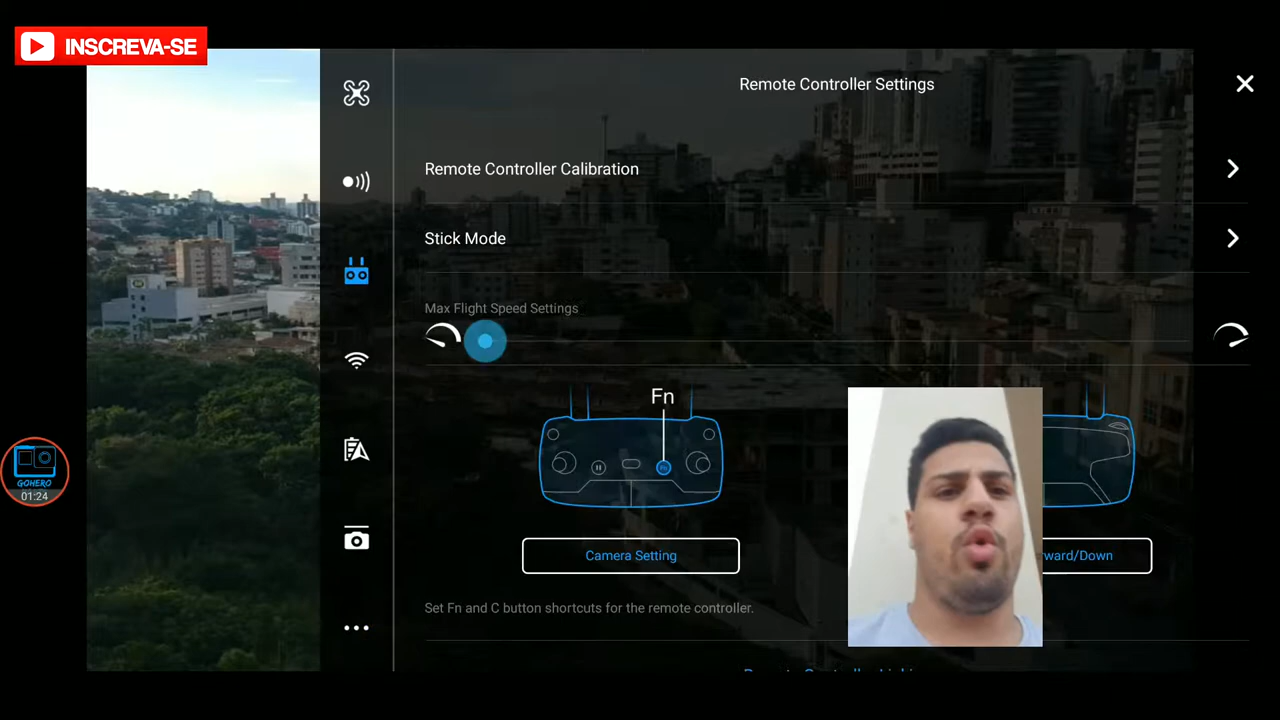 INSCREVA-SE
Remote Controller Settings
Remote Controller Calibration
Stick Mode
Max Flight Speed Settings
Fn
Fn
Camera Setting
ward/Down
Set Fn and C button shortcuts for the remote controller.
GOHERO
01:24